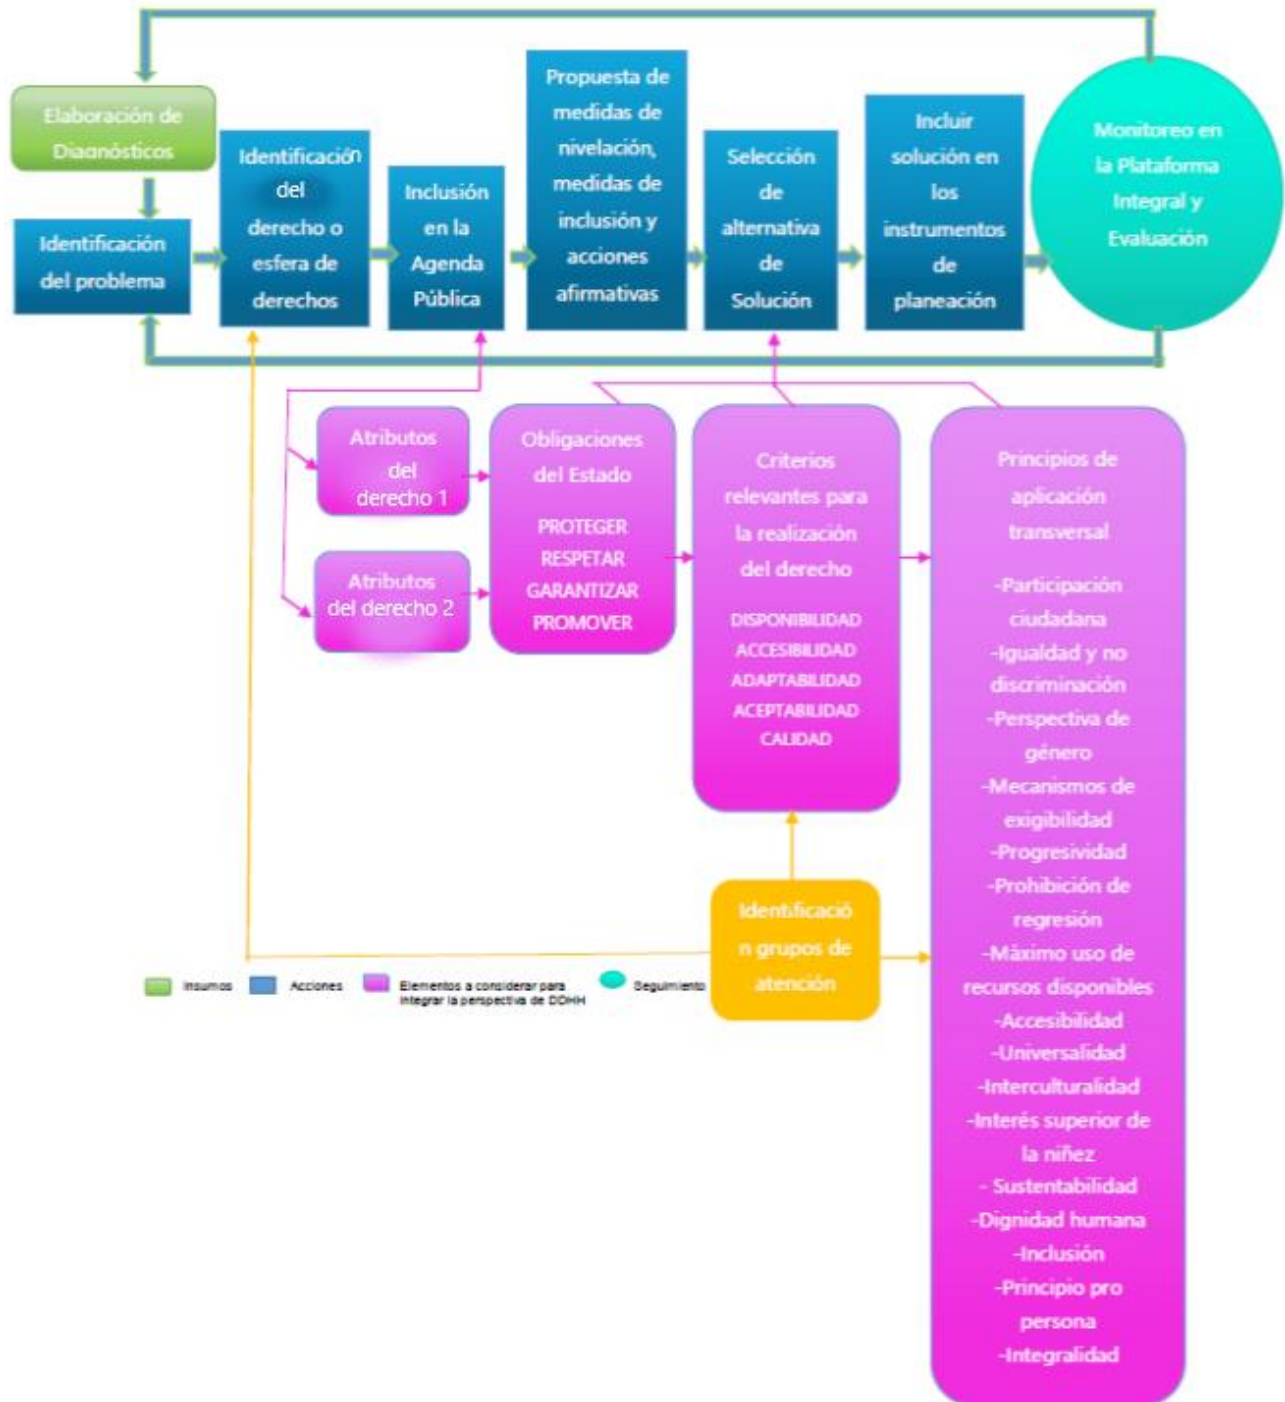 Elaboración de
Diagnósticos
Identificación
del problema
Identificación
del
derecho o
esfera de
derechos
Inclusión
en la
Agenda
Pública
Propuesta de
medidas de
nivelación,
medidas de
inclusión y
acciones
afirmativas
Selección
de
alternativa
de
Solución
Incluir
solución en
los
instrumentos
de
planeación
Monitoreo en
la Plataforma
Integral y
Evaluación
Atributos
del
derecho 1
Atributos
del derecho 2
Obligaciones
del Estado
PROTEGER
RESPETAR
GARANTIZAR
PROMOVER
Criterios
relevantes para
la realización
del derecho
DISPONIBILIDAD
ACCESIBILIDAD
ADAPTABILIDAD
ACEPTABILIDAD
CALIDAD
Principios de
aplicación
transversal
-Participación
ciudadana
-Igualdad y no
discriminación
-Perspectiva de
género
-Mecanismos de
exigibilidad
-Progresividad
-Prohibición de
regresión
-Máximo uso de
recursos disponibles
-Accesibilidad
-Universalidad
-Interculturalidad
-Interés superior de
la niñez
- Sustentabilidad
-Dignidad humana
-Inclusión
-Principio pro
persona
-Integralidad
Identificació
n grupos de
atención
Insumos
Acciones
Elementos a considerar para
integrar la perspectiva de DDHH
Seguimiento